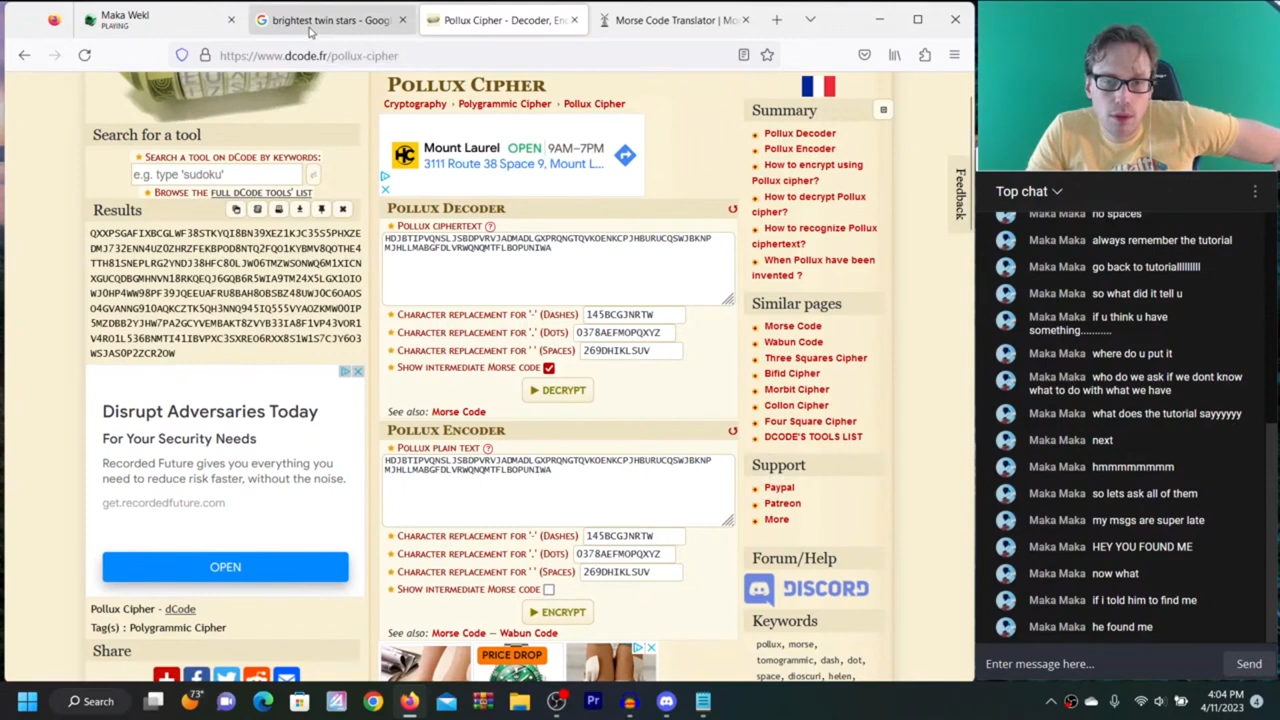 Maka Wekl
PLAYING
brightest twin stars - Googl
Pollux Cipher - Decoder, Enc
Morse Code Translator | Mo
https://www.dcode.fr/pollux-cipher
Search for a tool
SEARCH A TOOL ON DCODE BY KEYWORDS:
e.g. type 'sudoku'
BROWSE THE FULL DCODE TOOLS' LIST
Results
QXXPSGAFIXBCGLWF38STKYQI8BN39XEZ1KJC35S5PHXZE
DMJ732ENN4UZ0ZHRZFEKBPOD8NTQ2FQO1KYBMV8QOTHE4
TTH81SNEPLRG2YNDJ38HFC8OLJWO6TMZWSONWQ6M1XICN
XGUCQDBGMHNVN18RKQEQJ6GQB6R5WIA9TM24X5LGX1OIO
WJ0HP4WW98PF39JQEEUAFRU8BAH8OBSBZ48UWJ0C6OAOS
O4GVANNG910AQKCZTK5QH3NNQ945IQ555VYAOZKMW0OIP
5MZDBB2YJHW7PA2GCYVEMBAKT8ZVYB33IA8F1VP43VOR1
V4RO1L536BNMTI41IBVPXC3SXRE6ORXX8S1W1S7CJY6O3
WSJAS0P2ZCR2OW
Disrupt Adversaries Today
For Your Security Needs
Recorded Future gives you everything you
need to reduce risk faster, without the noise.
get.recordedfuture.com
OPEN
Pollux Cipher - dCode
Tag(s) : Polygrammic Cipher
Share
POLLUX CIPHER
Cryptography › Polygrammic Cipher › Pollux Cipher
Mount Laurel OPEN 9AM–7PM
3111 Route 38 Space 9, Mount L...
POLLUX DECODER
POLLUX CIPHERTEXT ?
HDJBTIPVQNSLJSBDPVRVJADMADLGXPRQNGTQVKOENKCPJHBURUCQSWJBKNP
MJHLLMABGFDLVRWQNQMTFLBOPUNIWA
CHARACTER REPLACEMENT FOR '-' (DASHES) 145BCGJNRTW
CHARACTER REPLACEMENT FOR '.' (DOTS) 0378AEFMOPQXYZ
CHARACTER REPLACEMENT FOR ' ' (SPACES) 269DHIKLSUV
SHOW INTERMEDIATE MORSE CODE
DECRYPT
See also: Morse Code
POLLUX ENCODER
POLLUX PLAIN TEXT ?
HDJBTIPVQNSLJSBDPVRVJADMADLGXPRQNGTQVKOENKCPJHBURUCQSWJBKNP
MJHLLMABGFDLVRWQNQMTFLBOPUNIWA
CHARACTER REPLACEMENT FOR '-' (DASHES) 145BCGJNRTW
CHARACTER REPLACEMENT FOR '.' (DOTS) 0378AEFMOPQXYZ
CHARACTER REPLACEMENT FOR ' ' (SPACES) 269DHIKLSUV
SHOW INTERMEDIATE MORSE CODE
ENCRYPT
See also: Morse Code — Wabun Code
PRICE DROP
Summary
Pollux Decoder
Pollux Encoder
How to encrypt using
Pollux cipher?
How to decrypt Pollux
cipher?
How to recognize Pollux
ciphertext?
When Pollux have been
invented ?
Similar pages
Morse Code
Wabun Code
Three Squares Cipher
Bifid Cipher
Morbit Cipher
Collon Cipher
Four Square Cipher
DCODE'S TOOLS LIST
Support
Paypal
Patreon
More
Forum/Help
DISCORD
Keywords
pollux, morse,
tomogrammic, dash, dot,
space, dioscuri, helen,
Feedback
Top chat
Maka Maka no spaces
Maka Maka always remember the tutorial
Maka Maka go back to tutorialllllllll
Maka Maka so what did it tell u
Maka Maka if u think u have
something...........
Maka Maka where do u put it
Maka Maka who do we ask if we dont know
what to do with what we have
Maka Maka what does the tutorial sayyyyyy
Maka Maka next
Maka Maka hmmmmmmmm
Maka Maka so lets ask all of them
Maka Maka my msgs are super late
Maka Maka HEY YOU FOUND ME
Maka Maka now what
Maka Maka if i told him to find me
Maka Maka he found me
Enter message here...
Send
Search
73°
Pr
4:04 PM
4/11/2023
4